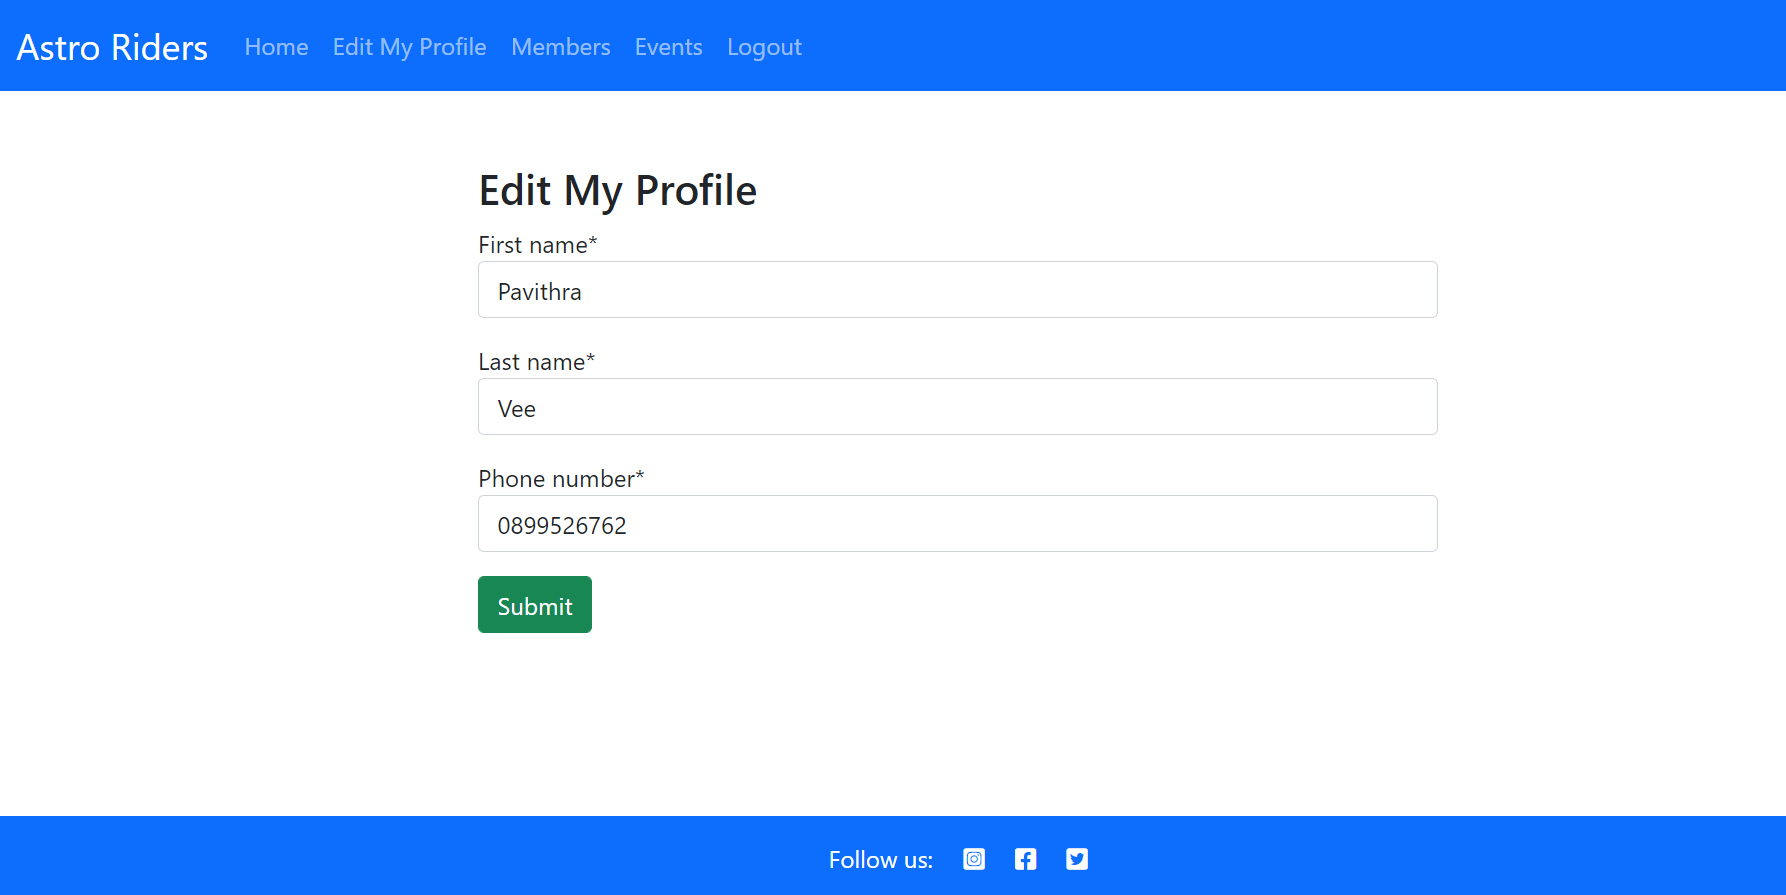 Astro Riders Home Edit My Profile Members Events Logout
Edit My Profile
First name*
Pavithra
Last name*
Vee
Phone number*
0899526762
Submit
Follow us: